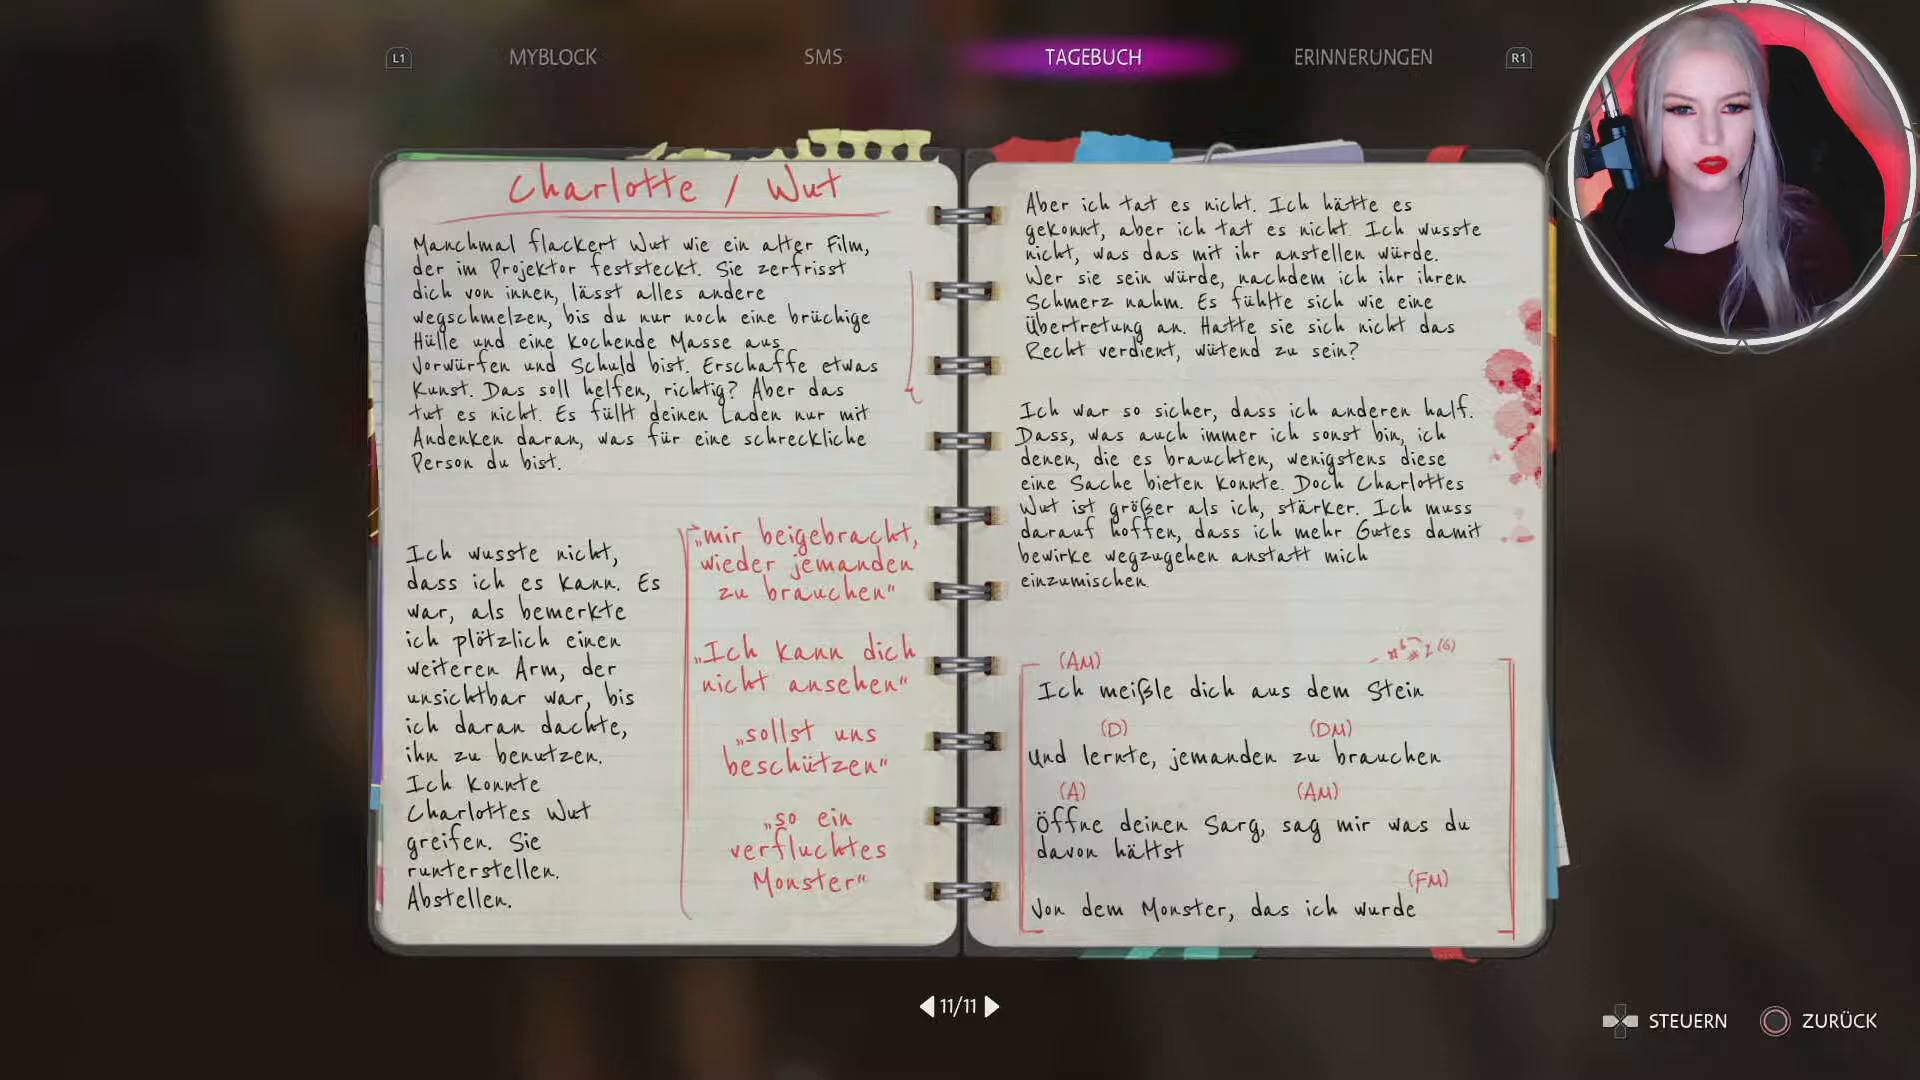 L1
MYBLOCK
SMS
TAGEBUCH
ERINNERUNGEN
R1
Charlotte / Wut
Manchmal flackert Wut wie ein alter Film,
der im Projektor feststeckt. Sie zerfrisst
dich von innen, lässt alles andere
wegschmelzen, bis du nur noch eine brüchige
Hülle und eine kochende Masse aus
Vorwürfen und Schuld bist. Erschaffe etwas
Kunst. Das soll helfen, richtig? Aber das
tut es nicht. Es füllt deinen Laden nur mit
Andenken daran, was für eine schreckliche
Person du bist.
Ich wusste nicht,
dass ich es kann. Es
war, als bemerkte
ich plötzlich einen
weiteren Arm, der
unsichtbar war, bis
ich daran dachte,
ihn zu benutzen.
Ich konnte
Charlottes Wut
greifen. Sie
runterstellen.
Abstellen.
„mir beigebracht,
wieder jemanden
zu brauchen"
„Ich kann dich
nicht ansehen"
„sollst uns
beschützen"
„so ein
verfluchtes
Monster"
Aber ich tat es nicht. Ich hätte es
gekonnt, aber ich tat es nicht. Ich wusste
nicht, was das mit ihr anstellen würde.
Wer sie sein würde, nachdem ich ihr ihren
Schmerz nahm. Es fühlte sich wie eine
Übertretung an. Hatte sie sich nicht das
Recht verdient, wütend zu sein?
Ich war so sicher, dass ich anderen half.
Dass, was auch immer ich sonst bin, ich
denen, die es brauchten, wenigstens diese
eine Sache bieten konnte. Doch Charlottes
Wut ist größer als ich, stärker. Ich muss
darauf hoffen, dass ich mehr Gutes damit
bewirke wegzugehen anstatt mich
einzumischen.
(AM)
Ich meißle dich aus dem Stein
(D) (DM)
Und lernte, jemanden zu brauchen
(A) (AM)
Öffne deinen Sarg, sag mir was du
davon hältst
(FM)
Von dem Monster, das ich wurde
11/11
STEUERN
ZURÜCK